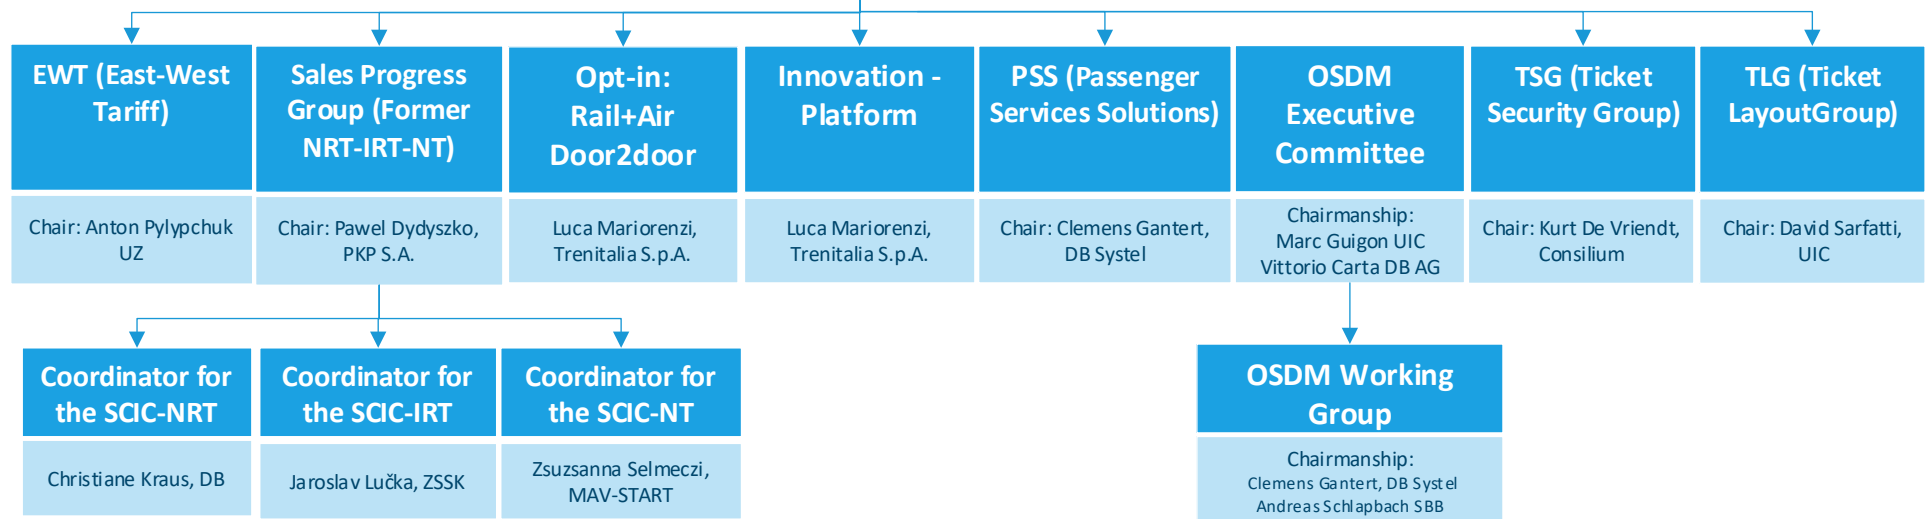 EWT (East-West
Tariff)
Chair: Anton Pylypchuk
UZ
Sales Progress
Group (Former
NRT-IRT-NT)
Chair: Pawel Dydyszko,
PKP S.A.
Opt-in:
Rail+Air
Door2door
Luca Mariorenzi,
Trenitalia S.p.A.
Innovation -
Platform
Luca Mariorenzi,
Trenitalia S.p.A.
PSS (Passenger
Services Solutions)
Chair: Clemens Gantert,
DB Systel
OSDM
Executive
Committee
Chairmanship:
Marc Guigon UIC
Vittorio Carta DB AG
TSG (Ticket
Security Group)
Chair: Kurt De Vriendt,
Consilium
TLG (Ticket
LayoutGroup)
Chair: David Sarfatti,
UIC
Coordinator for
the SCIC-NRT
Christiane Kraus, DB
Coordinator for
the SCIC-IRT
Jaroslav Lučka, ZSSK
Coordinator for
the SCIC-NT
Zsuzsanna Selmeczi,
MAV-START
OSDM Working
Group
Chairmanship:
Clemens Gantert, DB Systel
Andreas Schlapbach SBB